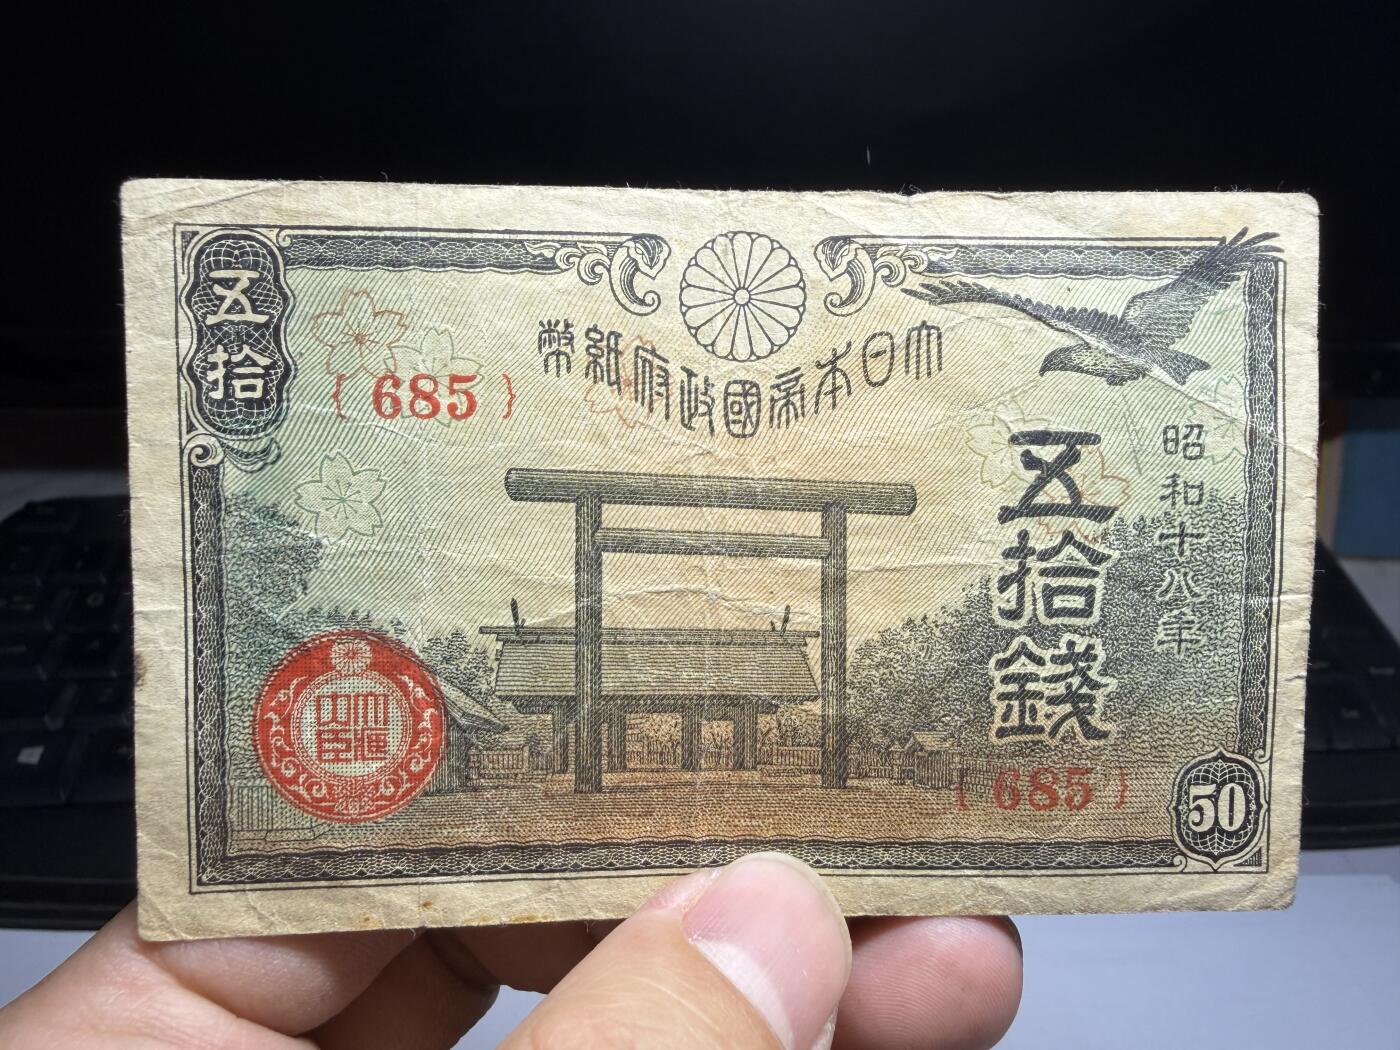 五拾
{685}
大日本帝國政府紙幣
昭和十八年
五拾錢
{685}
50